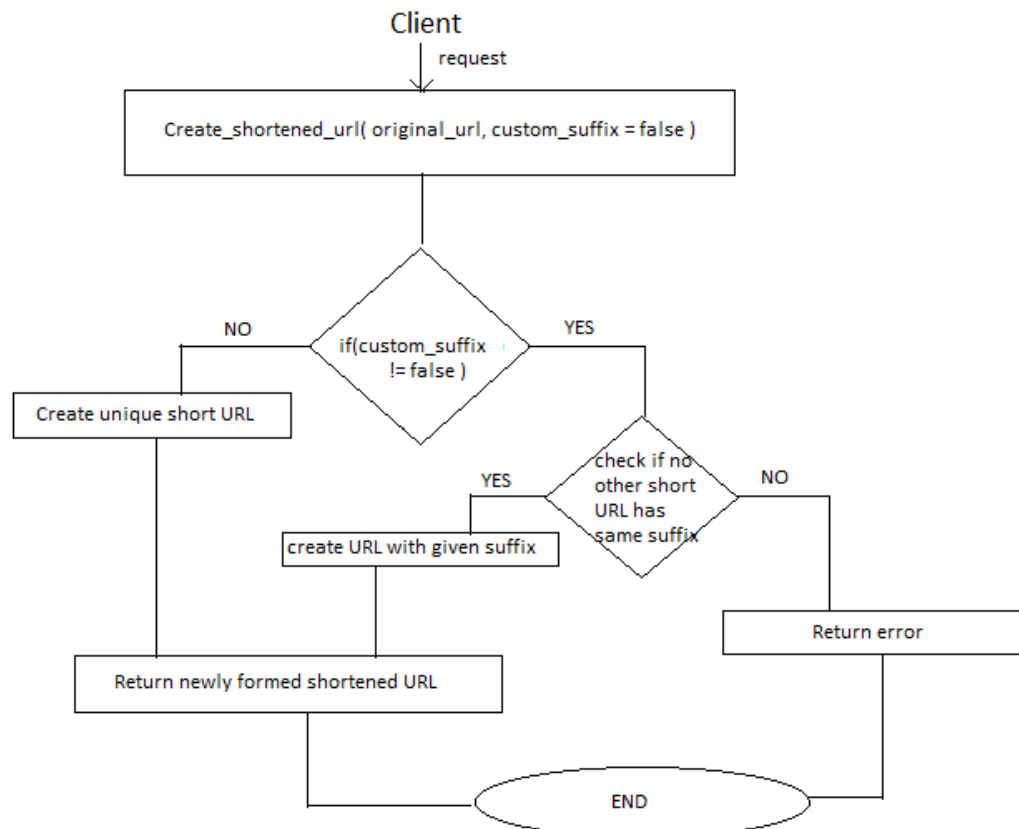 Client
request
Create_shortened_url( original_url, custom_suffix = false )
NO
YES
if(custom_suffix
!= false )
Create unique short URL
check if no
other short
URL has
same suffix
YES
NO
create URL with given suffix
Return error
Return newly formed shortened URL
END